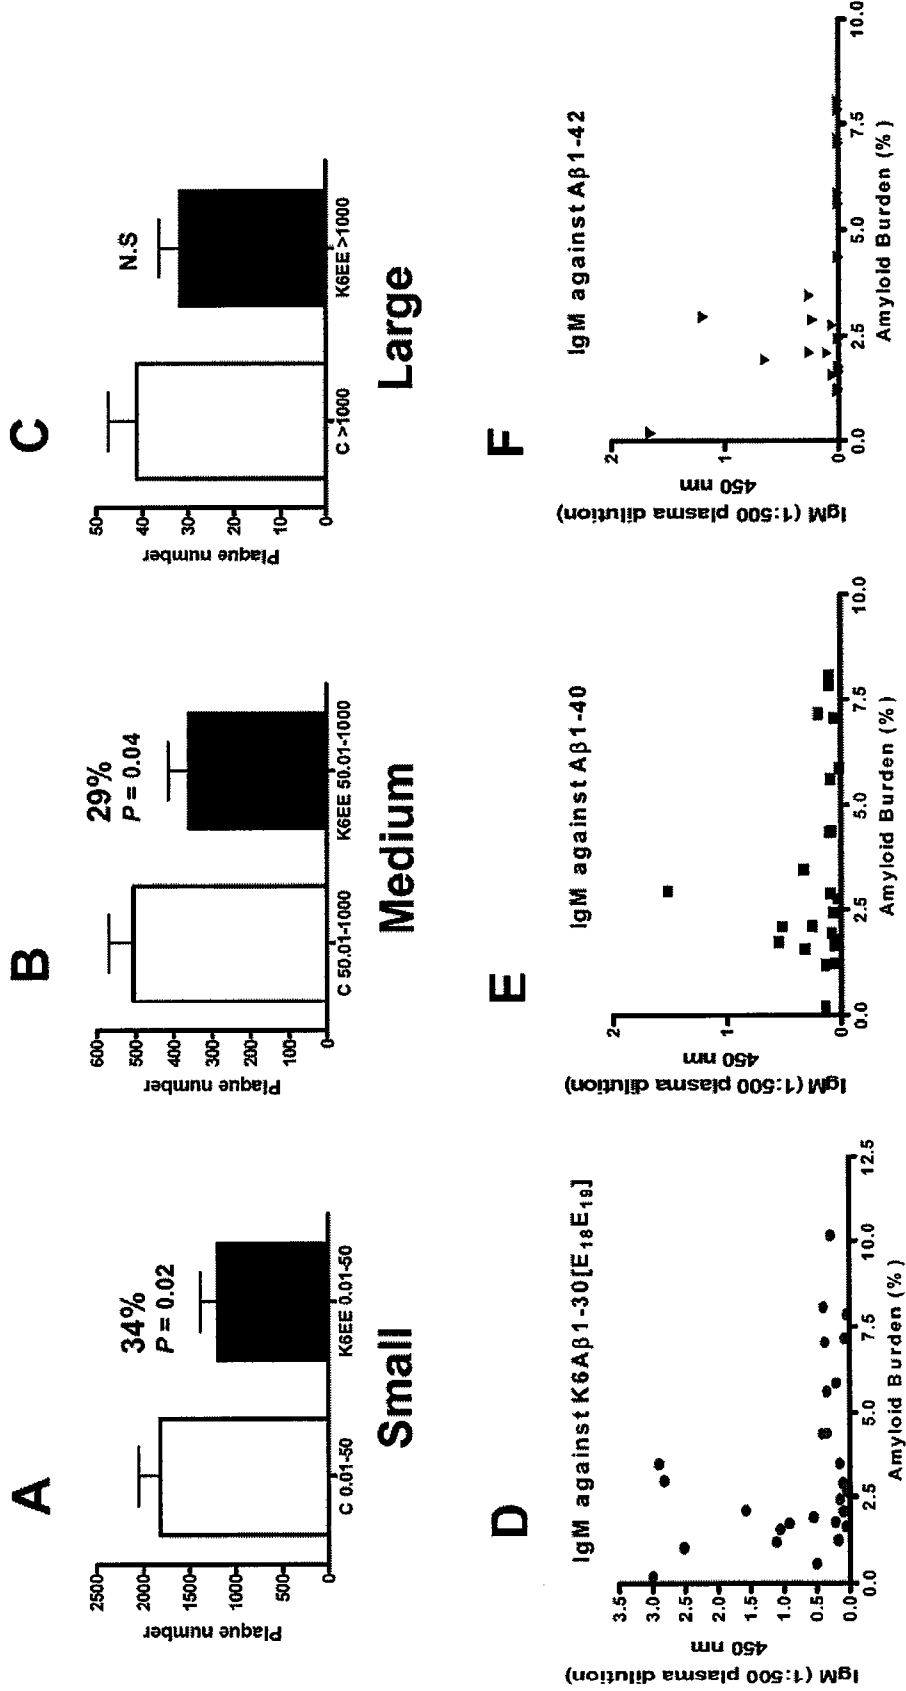 A
34%
P = 0.02
2500
2000
1500
1000
500
0
Plaque number
C 0.01-50
K6EE 0.01-50
Small
B
29%
P = 0.04
600
500
400
300
200
100
0
Plaque number
C 50.01-1000
K6EE 50.01-1000
Medium
C
N.S
50
40
30
20
10
0
Plaque number
C >1000
K6EE >1000
Large
D
IgM against K6Aβ1-30[E18E19]
3.5
3.0
2.5
2.0
1.5
1.0
0.5
0.0
IgM (1:500 plasma dilution)
450 nm
0.0
2.5
5.0
7.5
10.0
12.5
Amyloid Burden (%)
E
IgM against Aβ1-40
2
1
0
IgM (1:500 plasma dilution)
450 nm
0.0
2.5
5.0
7.5
10.0
Amyloid Burden (%)
F
IgM against Aβ1-42
2
1
0
IgM (1:500 plasma dilution)
450 nm
0.0
2.5
5.0
7.5
10.0
Amyloid Burden (%)